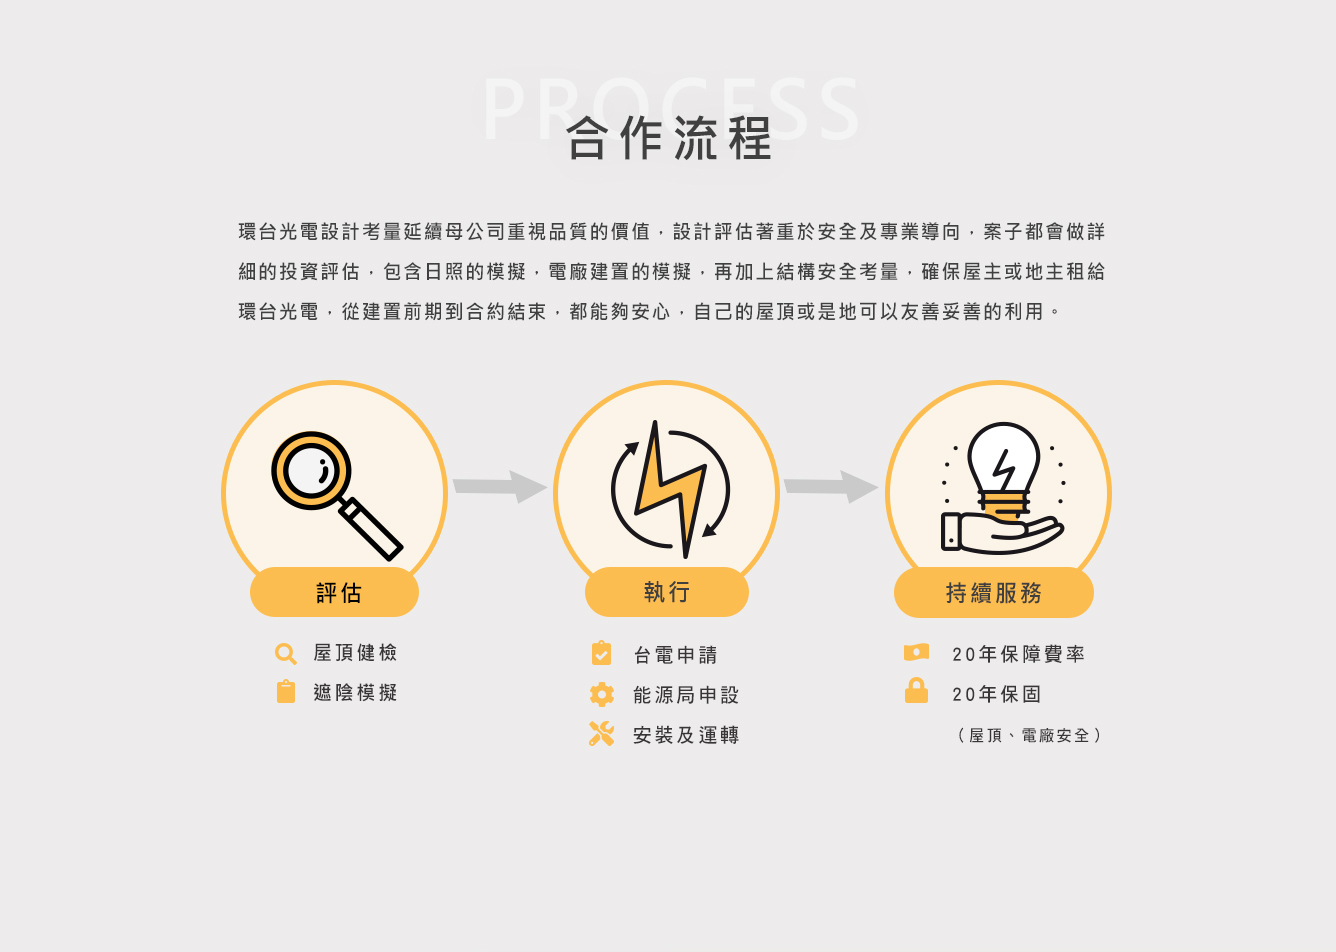 PROCESS
合作流程
環台光電設計考量延續母公司重視品質的價值，設計評估著重於安全及專業導向，案子都會做詳
細的投資評估，包含日照的模擬，電廠建置的模擬，再加上結構安全考量，確保屋主或地主租給
環台光電，從建置前期到合約結束，都能夠安心，自己的屋頂或是地可以友善妥善的利用。
評估
屋頂健檢
遮陰模擬
執行
台電申請
能源局申設
安裝及運轉
持續服務
20年保障費率
20年保固
（屋頂、電廠安全）